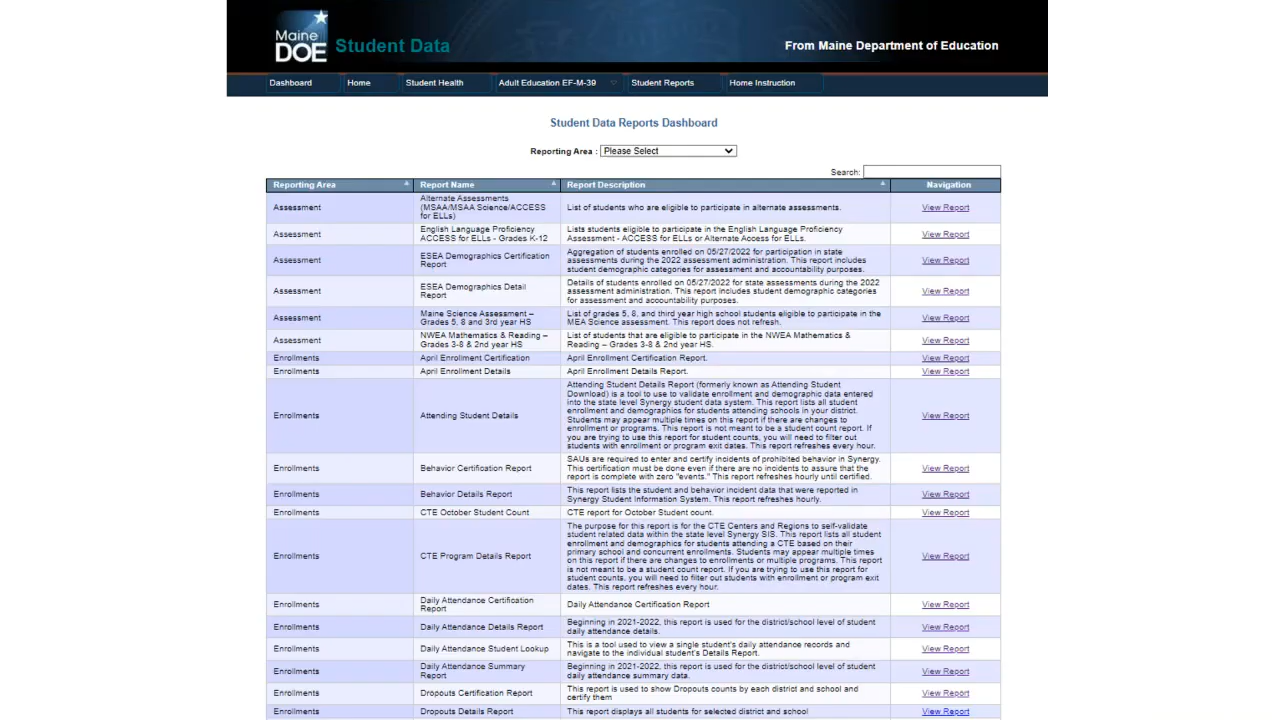 Maine
DOE
Student Data
From Maine Department of Education
Dashboard Home Student Health Adult Education EF-M-39 Student Reports Home Instruction
Student Data Reports Dashboard
Reporting Area : Please Select
Search:
Reporting Area Report Name Report Description Navigation
Assessment
Alternate Assessments
(MSAA/MSAA Science/ACCESS
for ELLs)
List of students who are eligible to participate in alternate assessments.
View Report
Assessment
English Language Proficiency
ACCESS for ELLs - Grades K-12
Lists students eligible to participate in the English Language Proficiency
Assessment - ACCESS for ELLs or Alternate Access for ELLs.
View Report
Assessment
ESEA Demographics Certification
Report
Aggregation of students enrolled on 05/27/2022 for participation in state
assessments during the 2022 assessment administration. This report includes
student demographic categories for assessment and accountability purposes.
View Report
Assessment
ESEA Demographics Detail
Report
Details of students enrolled on 05/27/2022 for state assessments during the 2022
assessment administration. This report includes student demographic categories
for assessment and accountability purposes.
View Report
Assessment
Maine Science Assessment –
Grades 5, 8 and 3rd year HS
List of grades 5, 8, and third year high school students eligible to participate in the
MEA Science assessment. This report does not refresh.
View Report
Assessment
NWEA Mathematics & Reading –
Grades 3-8 & 2nd year HS
List of students that are eligible to participate in the NWEA Mathematics &
Reading – Grades 3-8 & 2nd year HS.
View Report
Enrollments
April Enrollment Certification
April Enrollment Certification Report.
View Report
Enrollments
April Enrollment Details
April Enrollment Details Report.
View Report
Enrollments
Attending Student Details
Attending Student Details Report (formerly known as Attending Student
Download) is a tool to use to validate enrollment and demographic data entered
into the state level Synergy student data system. This report lists all student
enrollment and demographics for students attending schools in your district.
Students may appear multiple times on this report if there are changes to
enrollment or programs. This report is not meant to be a student count report. If
you are trying to use this report for student counts, you will need to filter out
students with enrollment or program exit dates. This report refreshes every hour.
View Report
Enrollments
Behavior Certification Report
SAUs are required to enter and certify incidents of prohibited behavior in Synergy.
This certification must be done even if there are no incidents to assure that the
report is complete with zero "events." This report refreshes hourly until certified.
View Report
Enrollments
Behavior Details Report
This report lists the student and behavior incident data that were reported in
Synergy Student Information System. This report refreshes hourly.
View Report
Enrollments
CTE October Student Count
CTE report for October Student count.
View Report
Enrollments
CTE Program Details Report
The purpose for this report is for the CTE Centers and Regions to self-validate
student related data within the state level Synergy SIS. This report lists all student
enrollment and demographics for students attending a CTE based on their
primary school and concurrent enrollments. Students may appear multiple times
on this report if there are changes to enrollments or multiple programs. This report
is not meant to be a student count report. If you are trying to use this report for
student counts, you will need to filter out students with enrollment or program exit
dates. This report refreshes every hour.
View Report
Enrollments
Daily Attendance Certification
Report
Daily Attendance Certification Report
View Report
Enrollments
Daily Attendance Details Report
Beginning in 2021-2022, this report is used for the district/school level of student
daily attendance details.
View Report
Enrollments
Daily Attendance Student Lookup
This is a tool used to view a single student's daily attendance records and
navigate to the individual student's Details Report.
View Report
Enrollments
Daily Attendance Summary
Report
Beginning in 2021-2022, this report is used for the district/school level of student
daily attendance summary data.
View Report
Enrollments
Dropouts Certification Report
This report is used to show Dropouts counts by each district and school and
certify them
View Report
Enrollments
Dropouts Details Report
This report displays all students for selected district and school
View Report